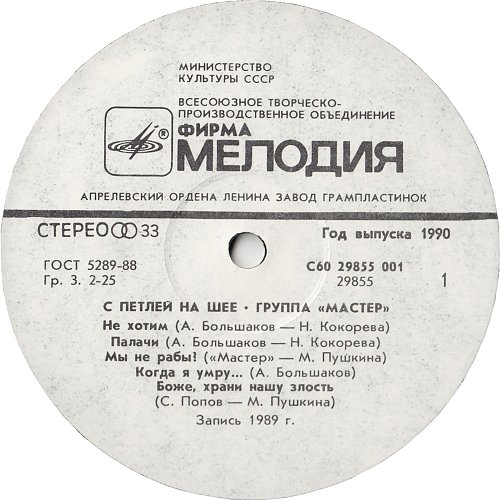 МИНИСТЕРСТВО
КУЛЬТУРЫ СССР
ВСЕСОЮЗНОЕ ТВОРЧЕСКО-
ПРОИЗВОДСТВЕННОЕ ОБЪЕДИНЕНИЕ
ФИРМА
®
МЕЛОДИЯ
АПРЕЛЕВСКИЙ ОРДЕНА ЛЕНИНА ЗАВОД ГРАМПЛАСТИНОК
СТЕРЕО 33
Год выпуска 1990
ГОСТ 5289-88
С60 29855 001
Гр. 3. 2-25
29855
1
С ПЕТЛЕЙ НА ШЕЕ · ГРУППА «МАСТЕР»
Не хотим (А. Большаков — Н. Кокорева)
Палачи (А. Большаков — Н. Кокорева)
Мы не рабы! («Мастер» — М. Пушкина)
Когда я умру... (А. Большаков)
Боже, храни нашу злость
(С. Попов — М. Пушкина)
Запись 1989 г.